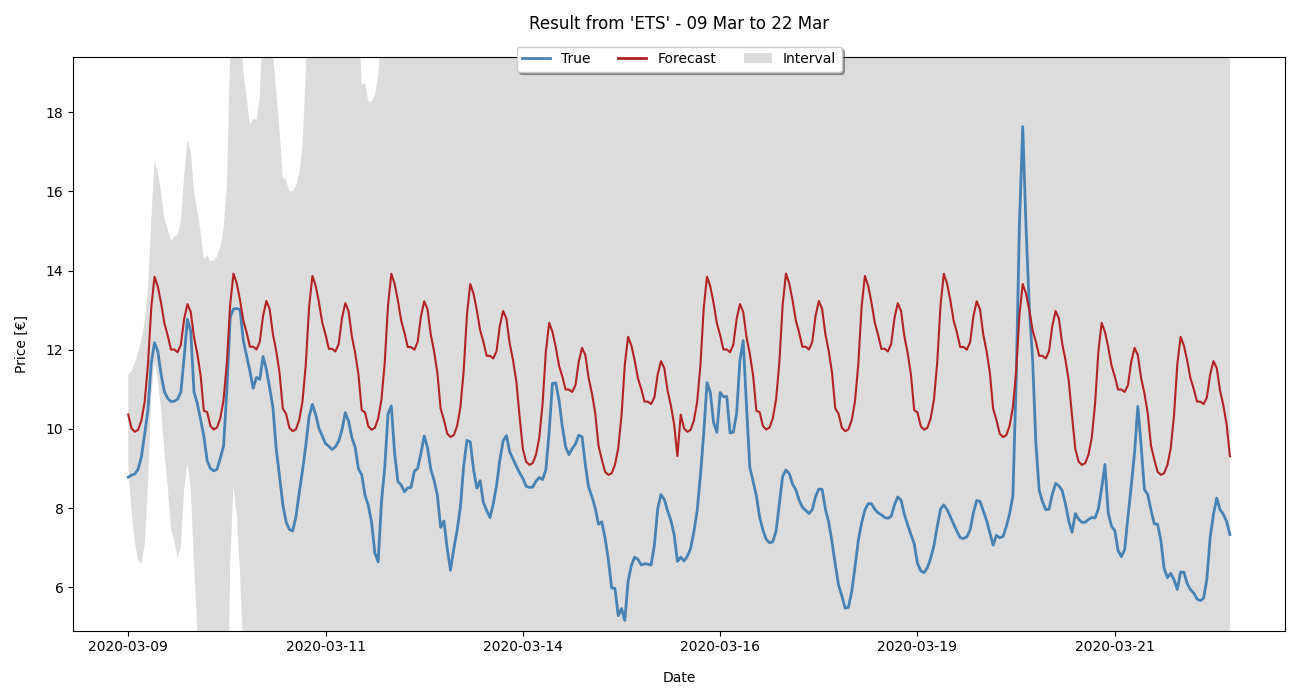 Result from 'ETS' - 09 Mar to 22 Mar
True Forecast Interval
18
16
14
12
10
8
6
Price [€]
2020-03-09 2020-03-11 2020-03-14 2020-03-16 2020-03-19 2020-03-21
Date